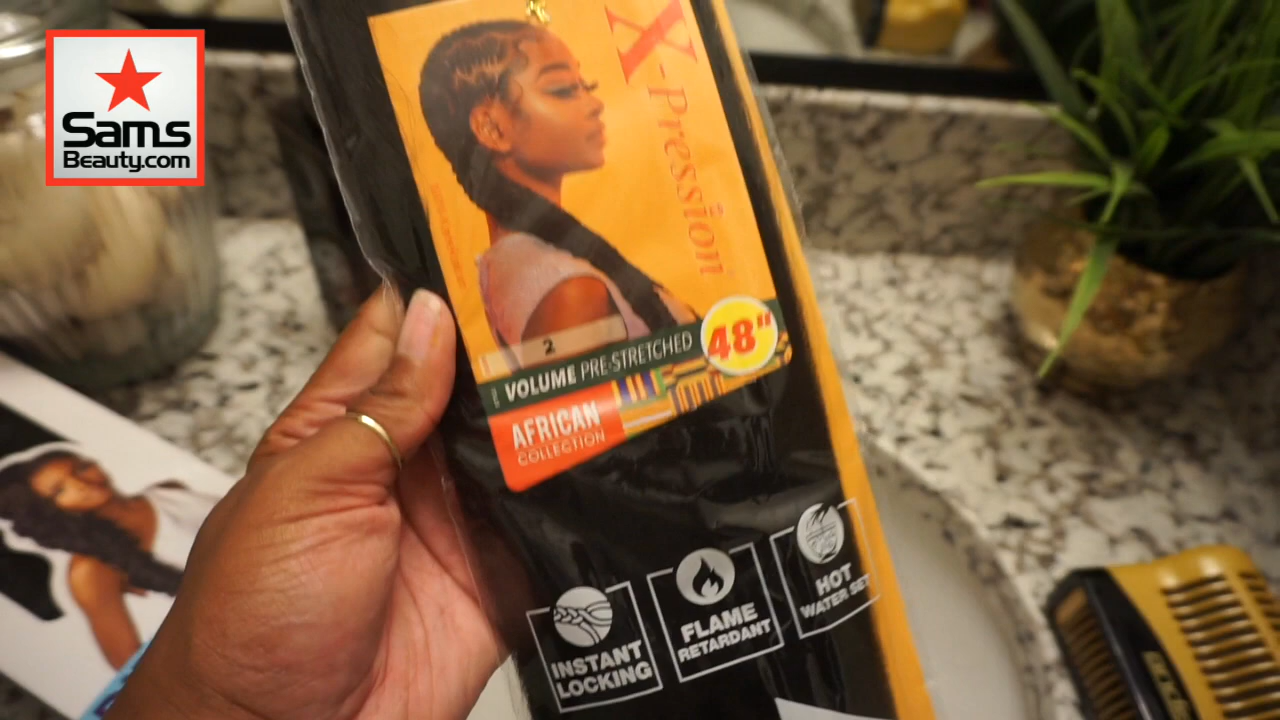 Sams
Beauty.com
X-Pression
2
VOLUME PRE-STRETCHED
48"
AFRICAN
COLLECTION
INSTANT
LOCKING
FLAME
RETARDANT
HOT
WATER SET